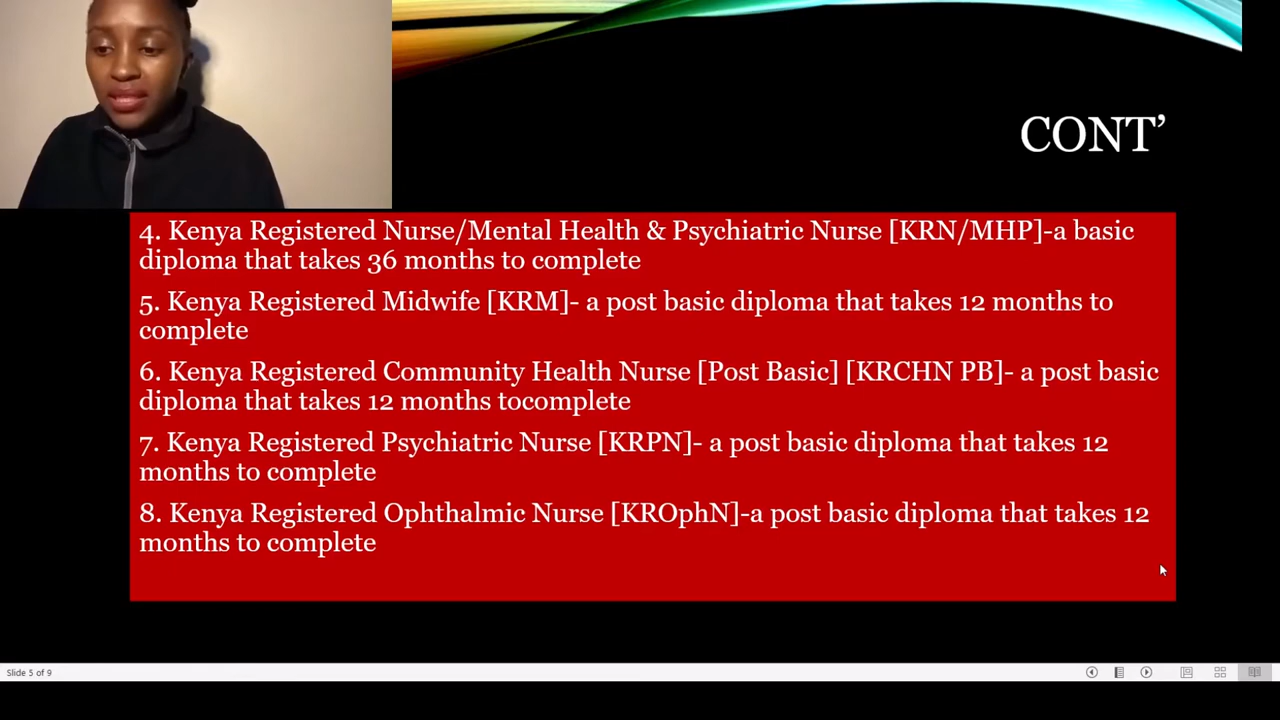 CONT’
4. Kenya Registered Nurse/Mental Health & Psychiatric Nurse [KRN/MHP]-a basic
diploma that takes 36 months to complete
5. Kenya Registered Midwife [KRM]- a post basic diploma that takes 12 months to
complete
6. Kenya Registered Community Health Nurse [Post Basic] [KRCHN PB]- a post basic
diploma that takes 12 months tocomplete
7. Kenya Registered Psychiatric Nurse [KRPN]- a post basic diploma that takes 12
months to complete
8. Kenya Registered Ophthalmic Nurse [KROphN]-a post basic diploma that takes 12
months to complete
Slide 5 of 9